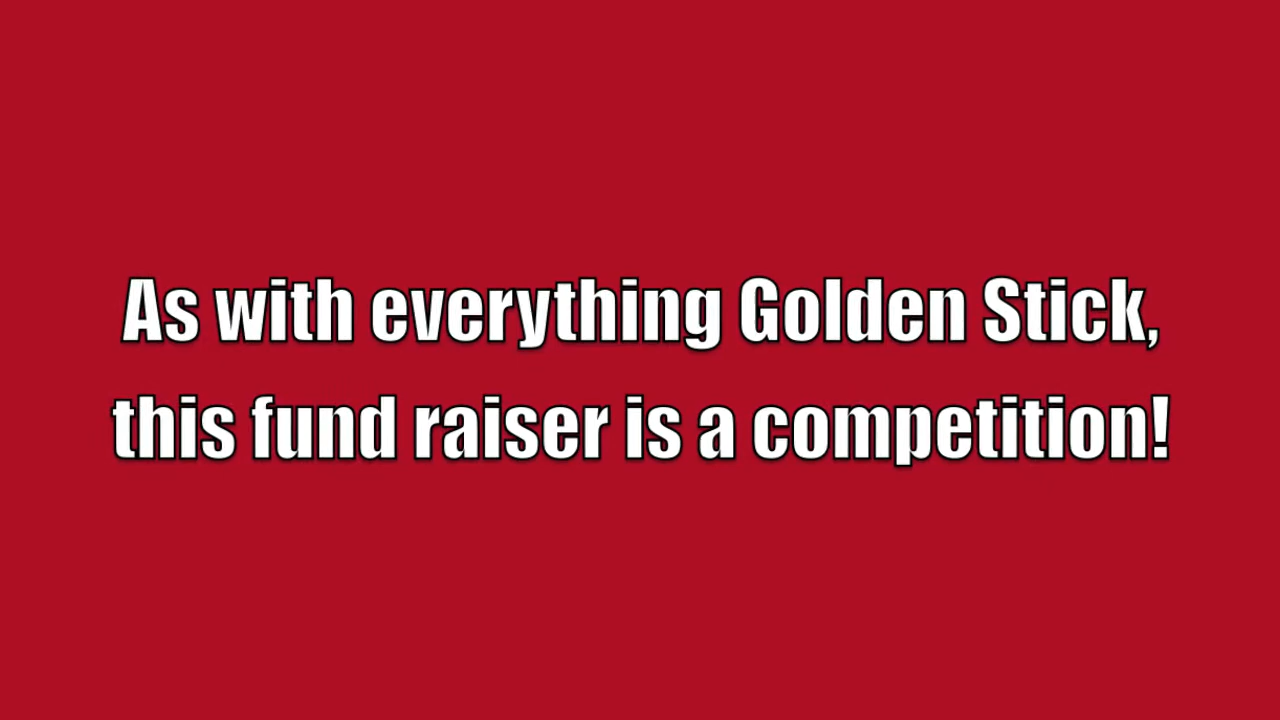 As with everything Golden Stick,
this fund raiser is a competition!